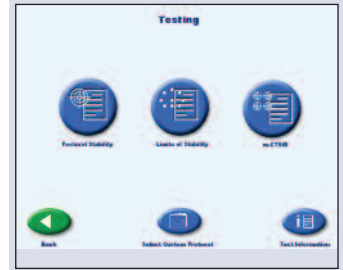 Testing
Postural Stability
Limits of Stability
m-CTSIB
Back
Select Custom Protocol
Test Information